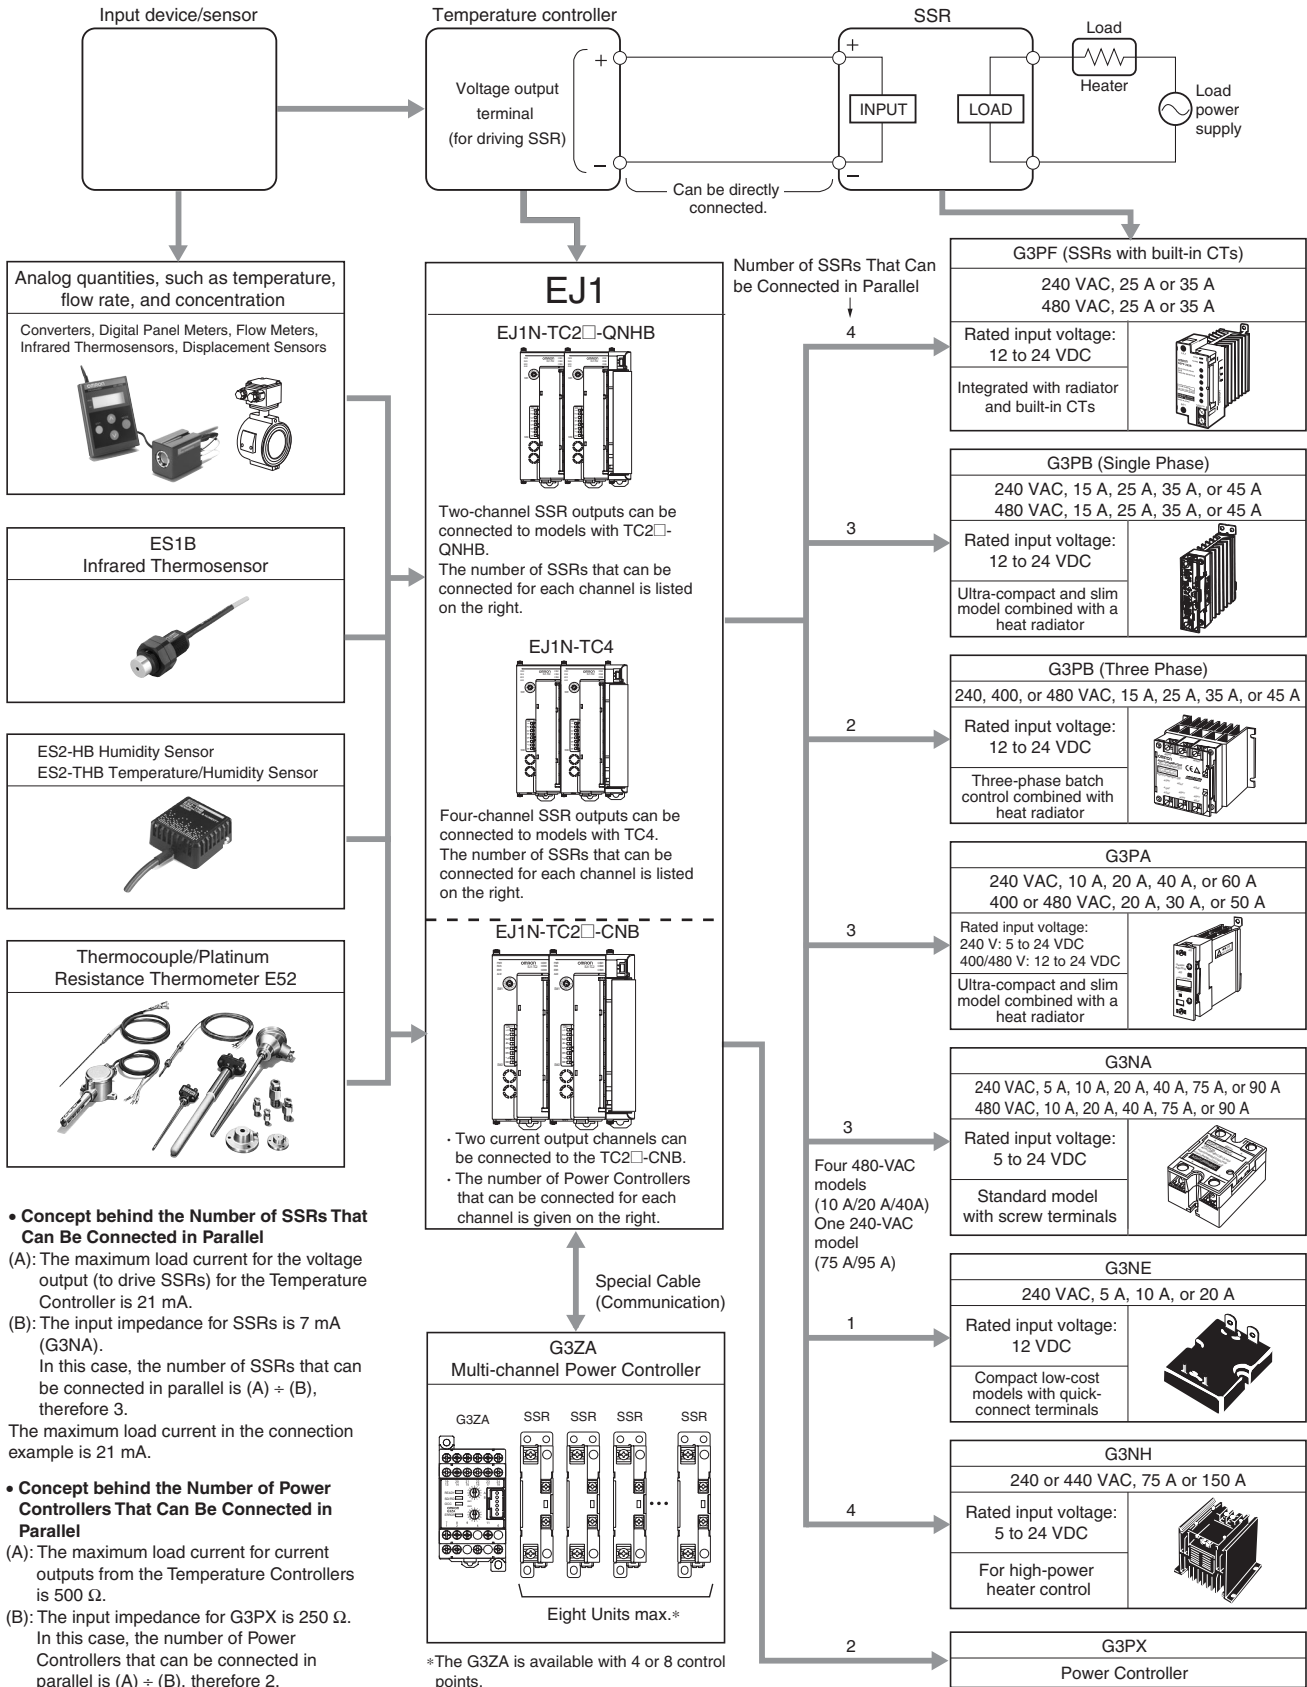 Input device/sensor
Temperature controller
SSR
Voltage output
terminal
(for driving SSR)
+
−
Can be directly
connected.
+
−
INPUT
LOAD
Load
Heater
Load
power
supply
Analog quantities, such as temperature,
flow rate, and concentration
Converters, Digital Panel Meters, Flow Meters,
Infrared Thermosensors, Displacement Sensors
ES1B
Infrared Thermosensor
ES2-HB Humidity Sensor
ES2-THB Temperature/Humidity Sensor
Thermocouple/Platinum
Resistance Thermometer E52
• Concept behind the Number of SSRs That
Can Be Connected in Parallel
(A): The maximum load current for the voltage
output (to drive SSRs) for the Temperature
Controller is 21 mA.
(B): The input impedance for SSRs is 7 mA
(G3NA).
In this case, the number of SSRs that can
be connected in parallel is (A) ÷ (B),
therefore 3.
The maximum load current in the connection
example is 21 mA.
• Concept behind the Number of Power
Controllers That Can Be Connected in
Parallel
(A): The maximum load current for current
outputs from the Temperature Controllers
is 500 Ω.
(B): The input impedance for G3PX is 250 Ω.
In this case, the number of Power
Controllers that can be connected in
parallel is (A) ÷ (B), therefore 2.
EJ1
EJ1N-TC2□-QNHB
Two-channel SSR outputs can be
connected to models with TC2□-
QNHB.
The number of SSRs that can be
connected for each channel is listed
on the right.
EJ1N-TC4
Four-channel SSR outputs can be
connected to models with TC4.
The number of SSRs that can be
connected for each channel is listed
on the right.
EJ1N-TC2□-CNB
· Two current output channels can
be connected to the TC2□-CNB.
· The number of Power Controllers
that can be connected for each
channel is given on the right.
Special Cable
(Communication)
G3ZA
Multi-channel Power Controller
G3ZA
SSR SSR SSR SSR
Eight Units max.*
*The G3ZA is available with 4 or 8 control
points.
Number of SSRs That Can
be Connected in Parallel
4
G3PF (SSRs with built-in CTs)
240 VAC, 25 A or 35 A
480 VAC, 25 A or 35 A
Rated input voltage:
12 to 24 VDC
Integrated with radiator
and built-in CTs
3
G3PB (Single Phase)
240 VAC, 15 A, 25 A, 35 A, or 45 A
480 VAC, 15 A, 25 A, 35 A, or 45 A
Rated input voltage:
12 to 24 VDC
Ultra-compact and slim
model combined with a
heat radiator
2
G3PB (Three Phase)
240, 400, or 480 VAC, 15 A, 25 A, 35 A, or 45 A
Rated input voltage:
12 to 24 VDC
Three-phase batch
control combined with
heat radiator
3
G3PA
240 VAC, 10 A, 20 A, 40 A, or 60 A
400 or 480 VAC, 20 A, 30 A, or 50 A
Rated input voltage:
240 V: 5 to 24 VDC
400/480 V: 12 to 24 VDC
Ultra-compact and slim
model combined with a
heat radiator
3
Four 480-VAC
models
(10 A/20 A/40A)
One 240-VAC
model
(75 A/95 A)
G3NA
240 VAC, 5 A, 10 A, 20 A, 40 A, 75 A, or 90 A
480 VAC, 10 A, 20 A, 40 A, 75 A, or 90 A
Rated input voltage:
5 to 24 VDC
Standard model
with screw terminals
1
G3NE
240 VAC, 5 A, 10 A, or 20 A
Rated input voltage:
12 VDC
Compact low-cost
models with quick-
connect terminals
4
G3NH
240 or 440 VAC, 75 A or 150 A
Rated input voltage:
5 to 24 VDC
For high-power
heater control
2
G3PX
Power Controller